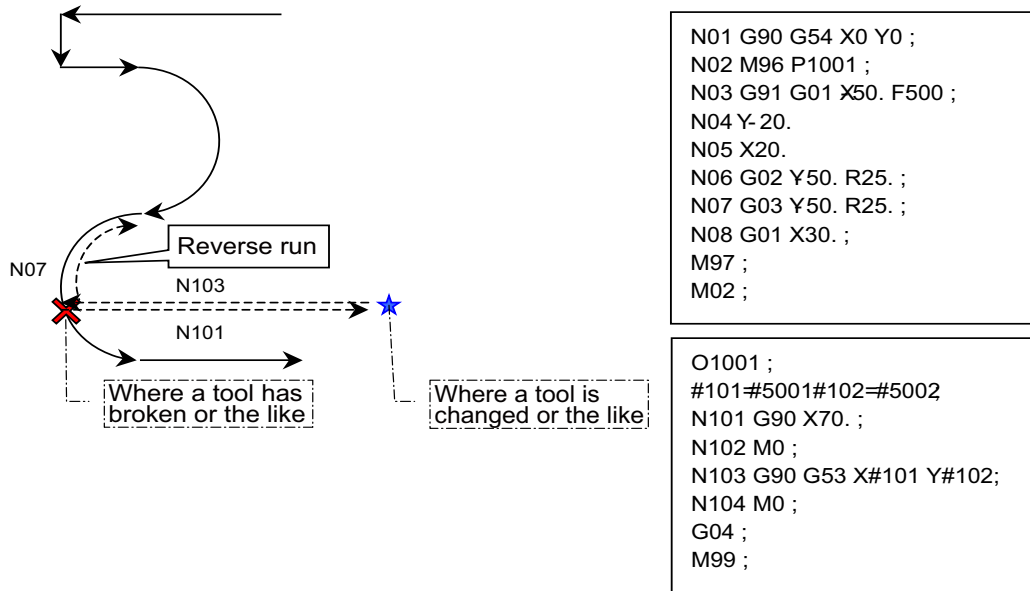 N07
Reverse run
N103
N101
Where a tool has
broken or the like
Where a tool is
changed or the like
N01 G90 G54 X0 Y0 ;
N02 M96 P1001 ;
N03 G91 G01 X-50. F500 ;
N04 Y-20.
N05 X20.
N06 G02 Y-50. R25. ;
N07 G03 Y-50. R25. ;
N08 G01 X30. ;
M97 ;
M02 ;
O1001 ;
#101=#5001#102=#5002;
N101 G90 X70. ;
N102 M0 ;
N103 G90 G53 X#101 Y#102;
N104 M0 ;
G04 ;
M99 ;